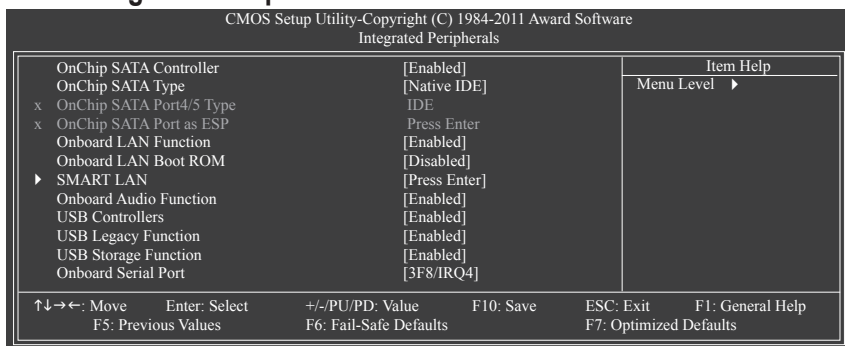 CMOS Setup Utility-Copyright (C) 1984-2011 Award Software
Integrated Peripherals
OnChip SATA Controller [Enabled]
OnChip SATA Type [Native IDE]
x OnChip SATA Port4/5 Type IDE
x OnChip SATA Port as ESP Press Enter
Onboard LAN Function [Enabled]
Onboard LAN Boot ROM [Disabled]
SMART LAN [Press Enter]
Onboard Audio Function [Enabled]
USB Controllers [Enabled]
USB Legacy Function [Enabled]
USB Storage Function [Enabled]
Onboard Serial Port [3F8/IRQ4]
Item Help
Menu Level
↑↓→←: Move Enter: Select +/-/PU/PD: Value F10: Save ESC: Exit F1: General Help
F5: Previous Values F6: Fail-Safe Defaults F7: Optimized Defaults